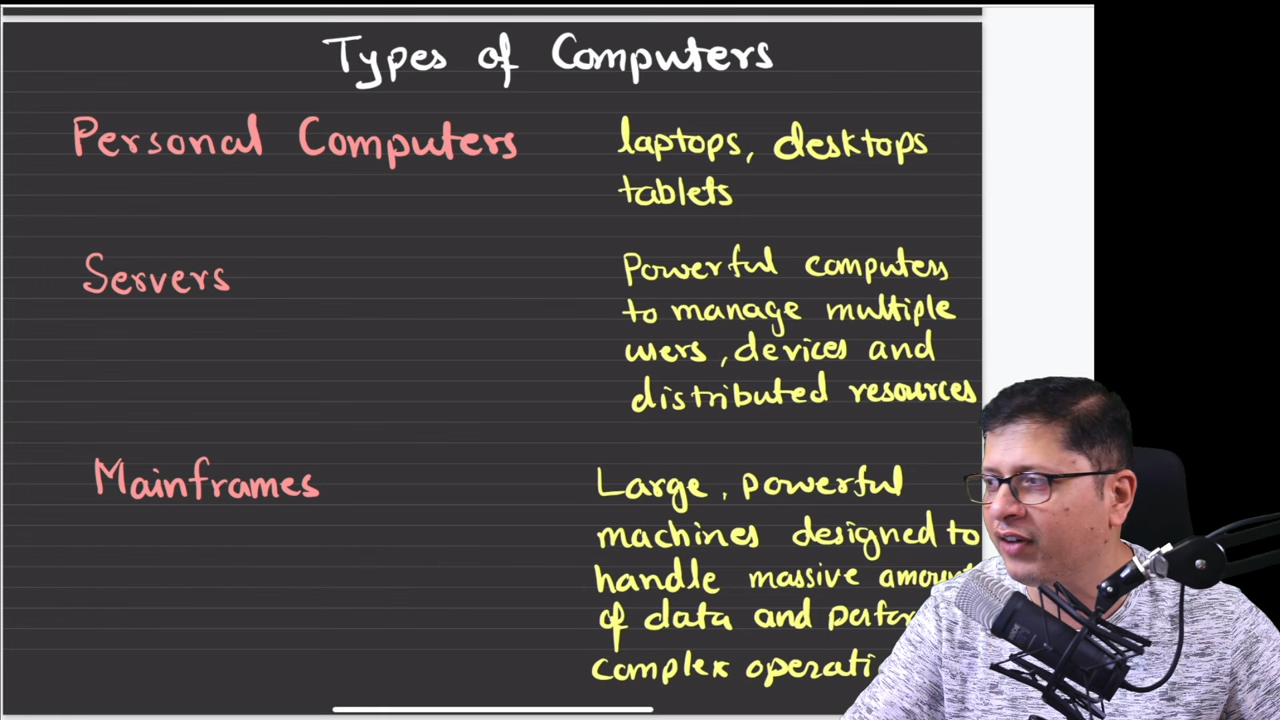 Types of Computers
Personal Computers
laptops, desktops
tablets
Servers
Powerful computers
to manage multiple
users, devices and
distributed resources
Mainframes
Large, powerful
machines designed to
handle massive
of data and
complex